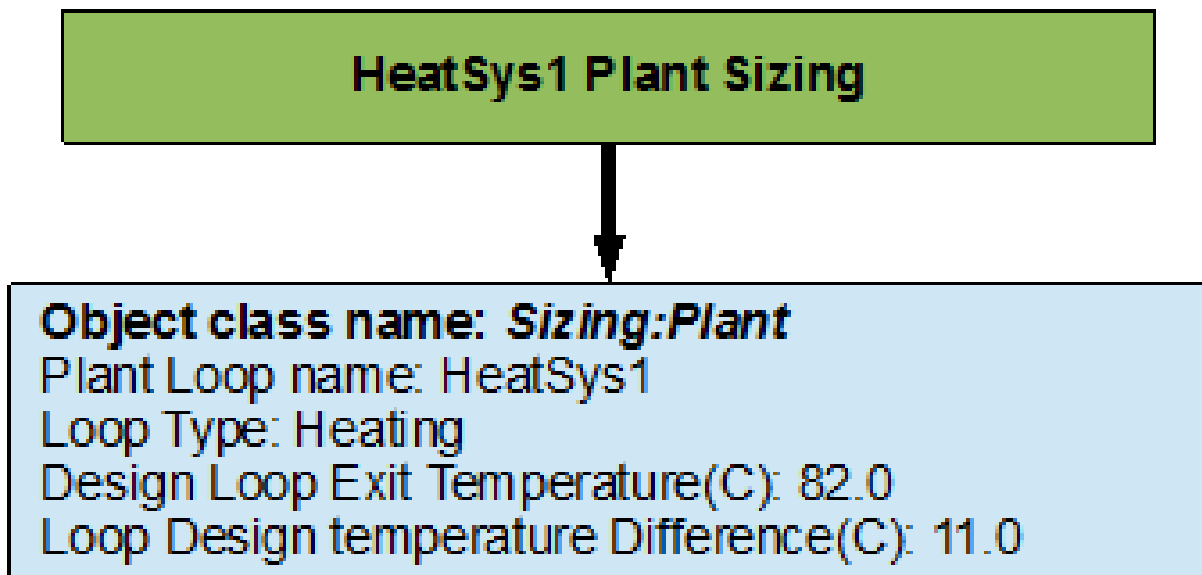 HeatSys1 Plant Sizing
Object class name: Sizing:Plant
Plant Loop name: HeatSys1
Loop Type: Heating
Design Loop Exit Temperature(C): 82.0
Loop Design temperature Difference(C): 11.0